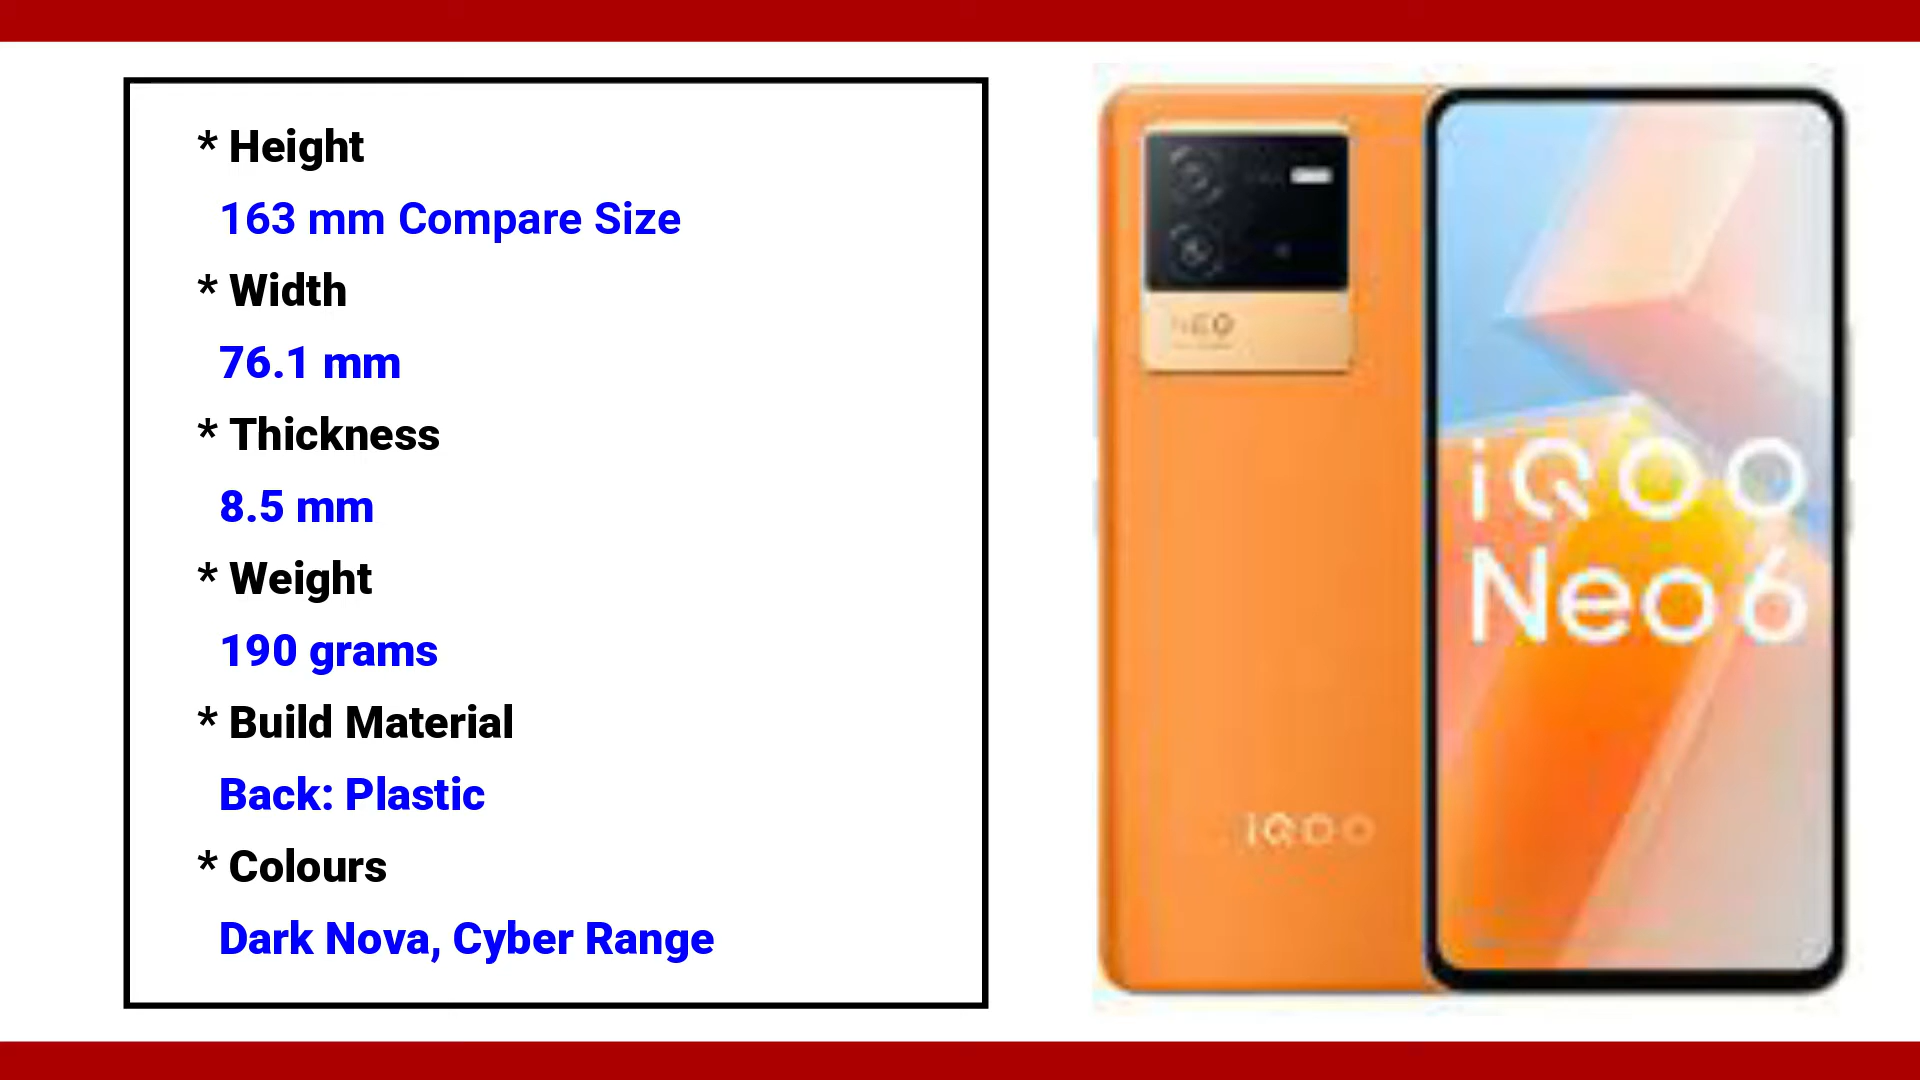 * Height
163 mm Compare Size
* Width
76.1 mm
* Thickness
8.5 mm
* Weight
190 grams
* Build Material
Back: Plastic
* Colours
Dark Nova, Cyber Range
NEO
iQOO
iQOO
Neo 6